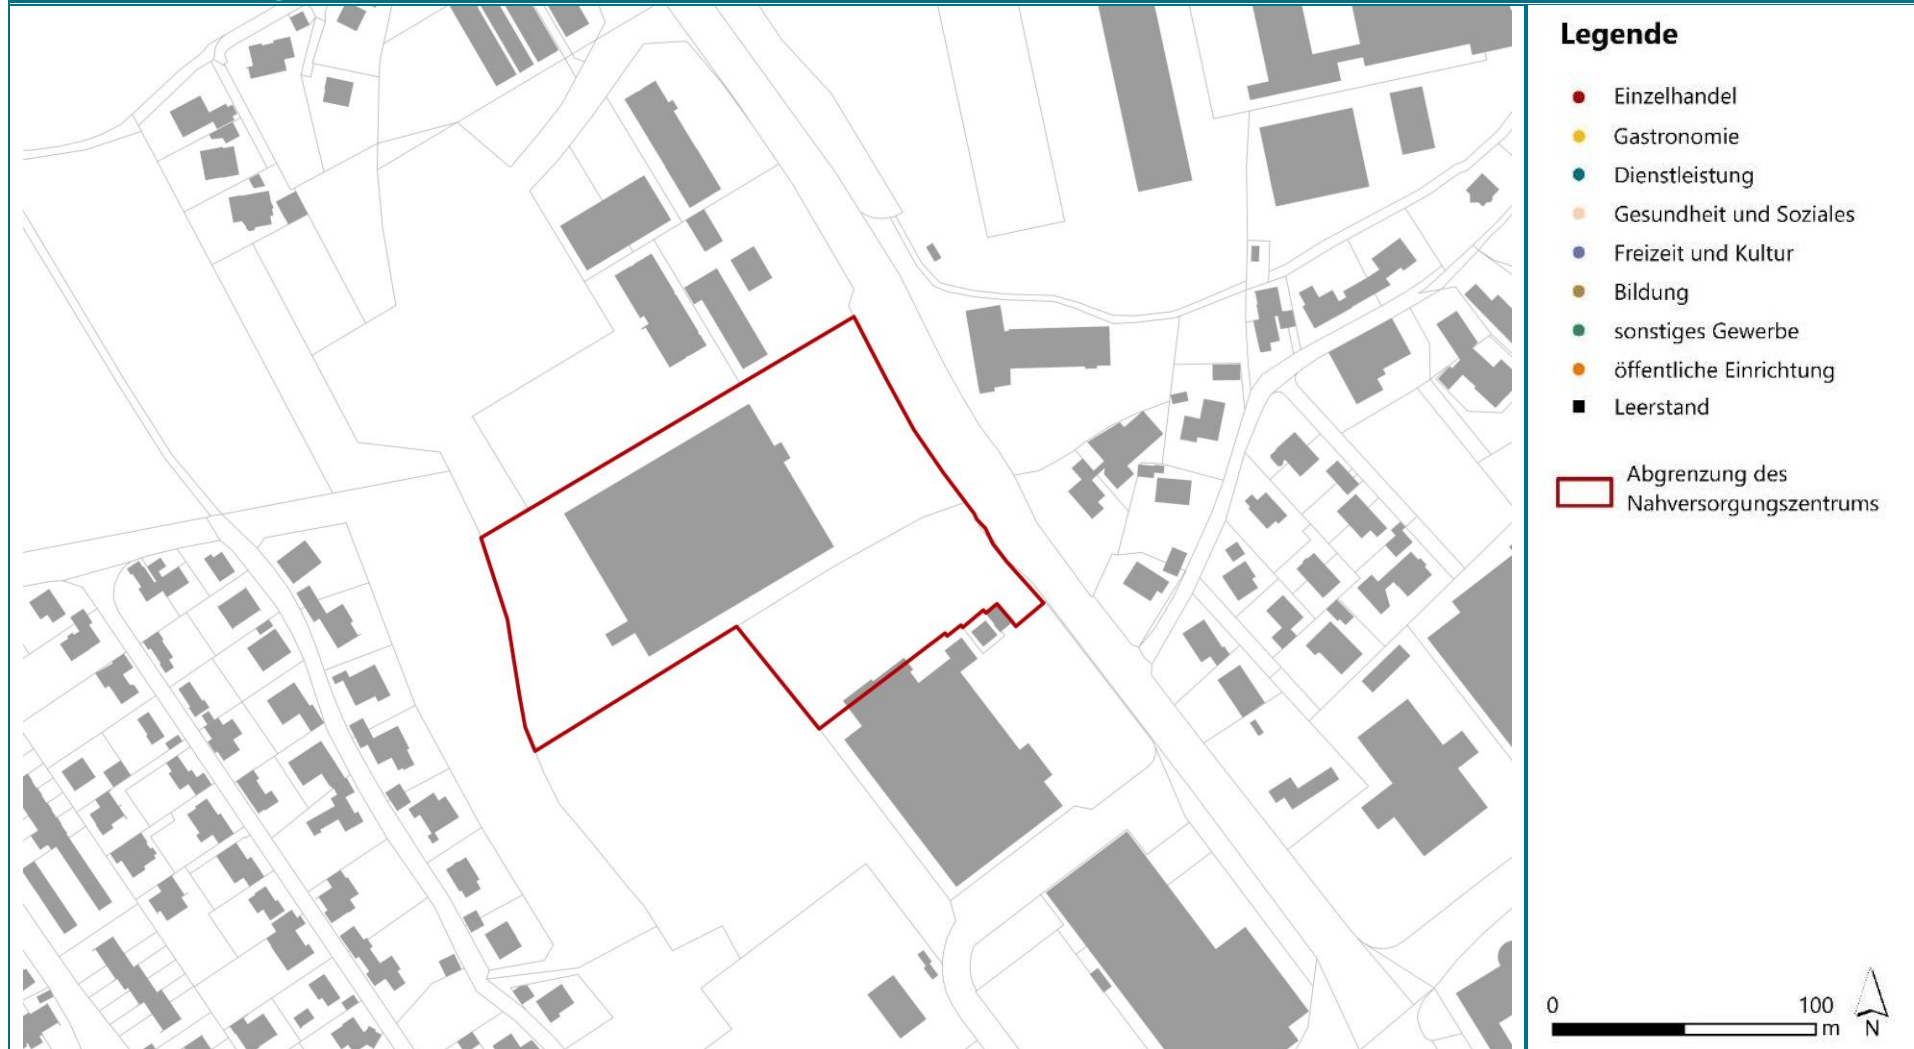 Legende
Einzelhandel
Gastronomie
Dienstleistung
Gesundheit und Soziales
Freizeit und Kultur
Bildung
sonstiges Gewerbe
öffentliche Einrichtung
Leerstand
Abgrenzung des
Nahversorgungszentrums
0 100
m N